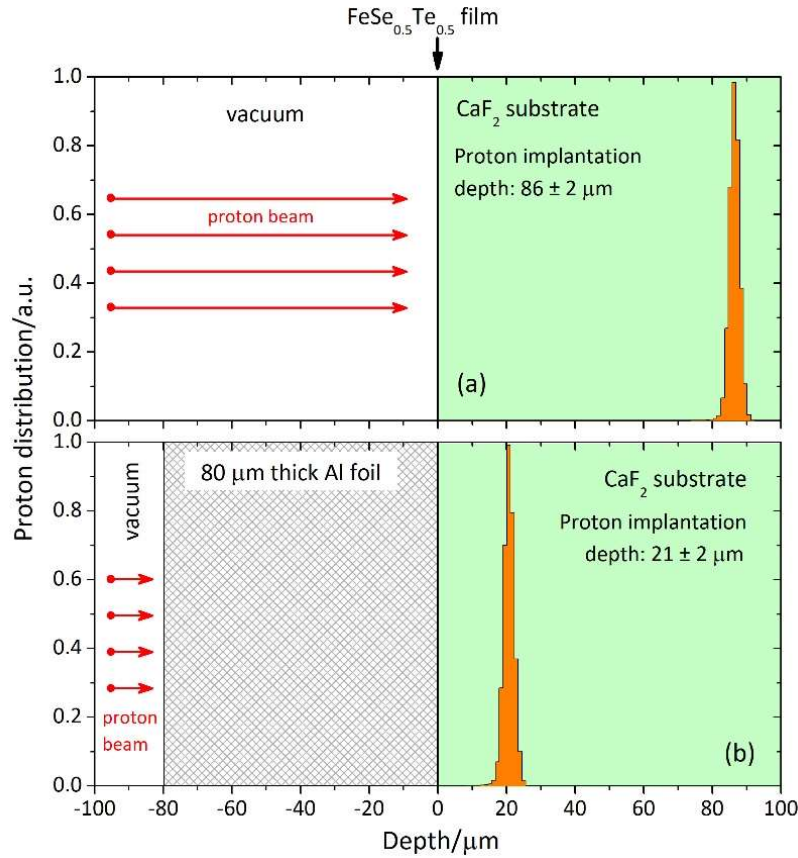 FeSe0.5Te0.5 film
1.0
0.8
0.6
0.4
0.2
0.0
vacuum
proton beam
CaF2 substrate
Proton implantation
depth: 86 ± 2 μm
(a)
Proton distribution/a.u.
1.0
0.8
0.6
0.4
0.2
0.0
vacuum
80 μm thick Al foil
proton
beam
CaF2 substrate
Proton implantation
depth: 21 ± 2 μm
(b)
-100 -80 -60 -40 -20 0 20 40 60 80 100
Depth/μm